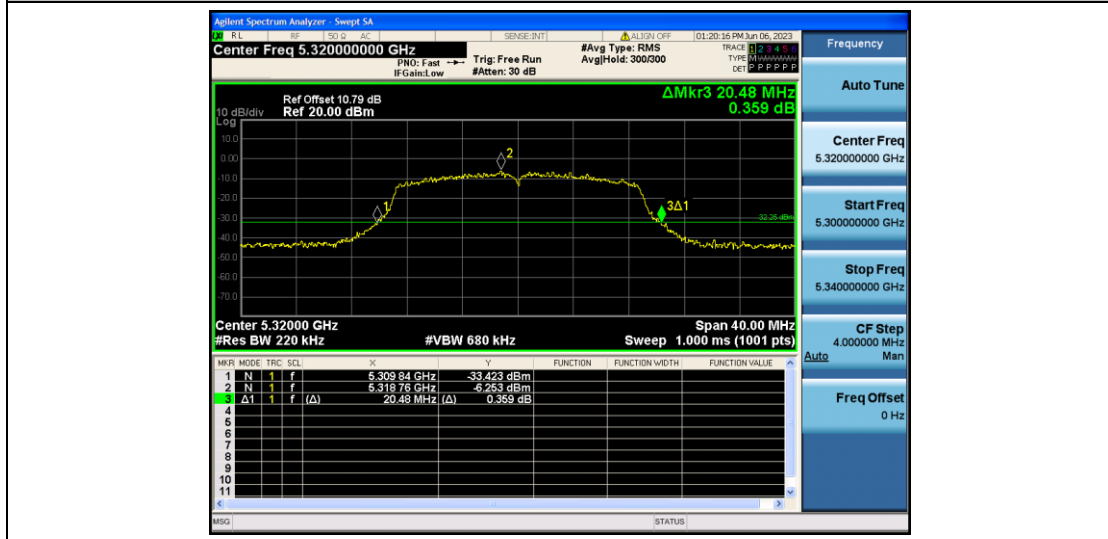 Agilent Spectrum Analyzer - Swept SA
RL RF 50 Ω AC SENSE:INT ALIGN OFF 01:20:16 PM Jun 06, 2023
Center Freq 5.320000000 GHz #Avg Type: RMS TRACE 1 2 3 4 5 6
PNO: Fast Trig: Free Run Avg|Hold: 300/300 TYPE M
IFGain:Low #Atten: 30 dB DET P P P P P P
ΔMkr3 20.48 MHz
0.359 dB
Ref Offset 10.79 dB
10 dB/div Ref 20.00 dBm
Log
10.0
0.00
-10.0
-20.0
-30.0
-40.0
-50.0
-60.0
-70.0
2
1
3Δ1
-32.25 dBm
Center 5.32000 GHz Span 40.00 MHz
#Res BW 220 kHz #VBW 680 kHz Sweep 1.000 ms (1001 pts)
MKR MODE TRC SCL X Y FUNCTION FUNCTION WIDTH FUNCTION VALUE
1 N 1 f 5.309 84 GHz -33.423 dBm
2 N 1 f 5.318 76 GHz -6.253 dBm
3 Δ1 1 f (Δ) 20.48 MHz (Δ) 0.359 dB
4
5
6
7
8
9
10
11
MSG STATUS
Frequency
Auto Tune
Center Freq
5.320000000 GHz
Start Freq
5.300000000 GHz
Stop Freq
5.340000000 GHz
CF Step
4.000000 MHz
Auto Man
Freq Offset
0 Hz